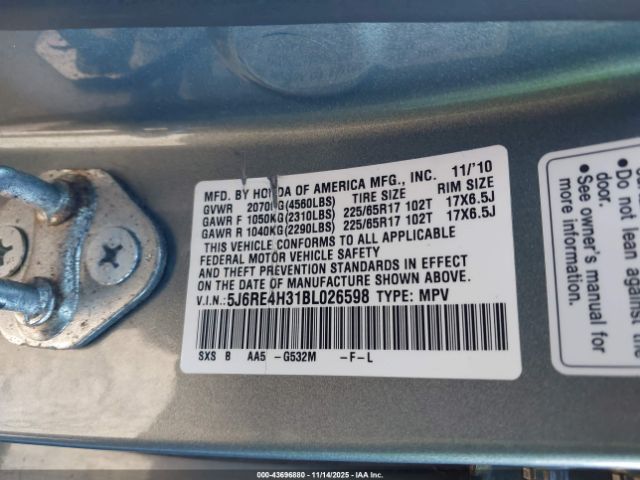 MFD. BY HONDA OF AMERICA MFG., INC. 11/'10
GVWR 2070KG(4560LBS) TIRE SIZE RIM SIZE
GAWR F 1050KG(2310LBS) 225/65R17 102T 17X6.5J
GAWR R 1040KG(2290LBS) 225/65R17 102T 17X6.5J
THIS VEHICLE CONFORMS TO ALL APPLICABLE
FEDERAL MOTOR VEHICLE SAFETY
AND THEFT PREVENTION STANDARDS IN EFFECT
ON THE DATE OF MANUFACTURE SHOWN ABOVE.
V.I.N.:5J6RE4H31BL026598 TYPE: MPV
SXS B AA5 -G532M -F-L
•Do not lean against the
door.
•See owner's manual for
more information.
000-43696880 - 11/14/2025 - IAA Inc.